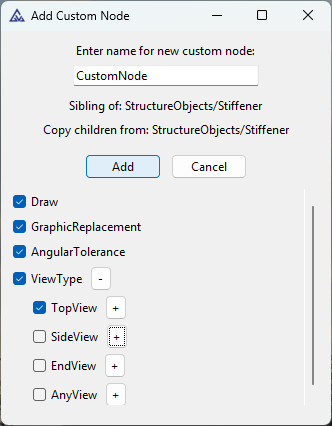 Add Custom Node
Enter name for new custom node:
CustomNode
Sibling of: StructureObjects/Stiffener
Copy children from: StructureObjects/Stiffener
Add Cancel
Draw
GraphicReplacement
AngularTolerance
ViewType -
TopView +
SideView +
EndView +
AnyView +